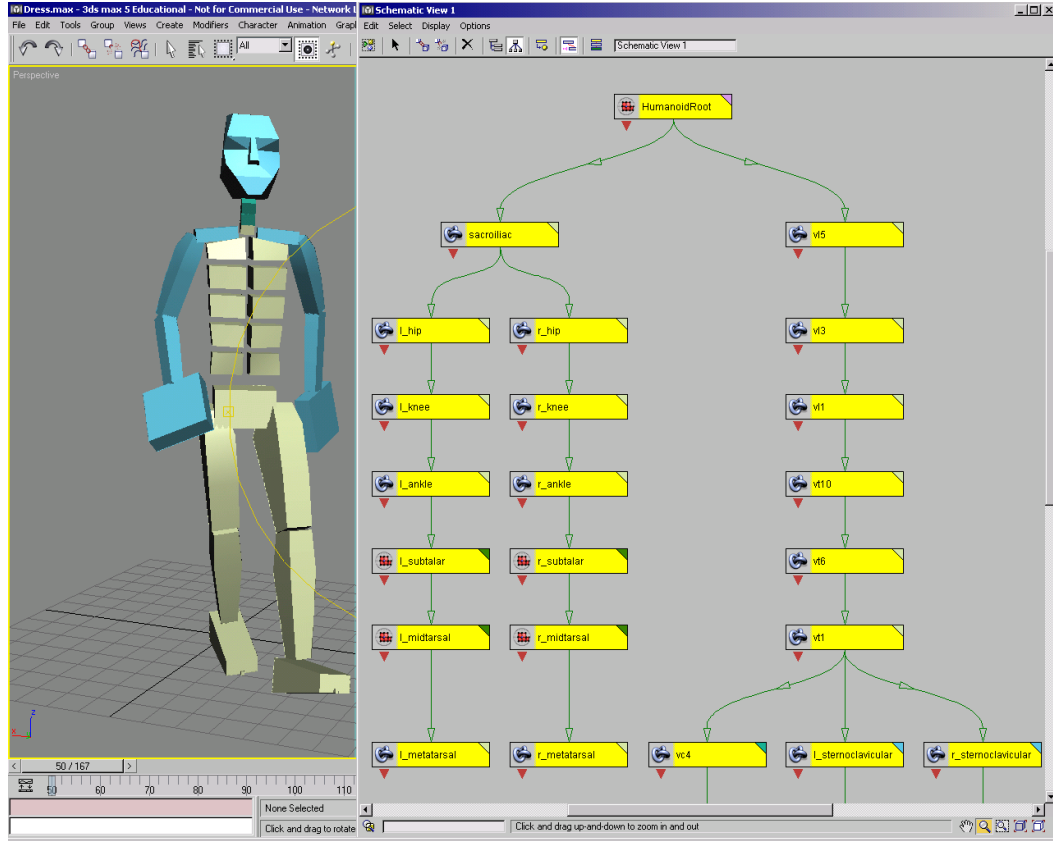 Dress.max - 3ds max 5 Educational - Not for Commercial Use - Network L
File Edit Tools Group Views Create Modifiers Character Animation Grap
All
Perspective
z
x
50 / 167
50 60 70 80 90 100 110
None Selected
Click and drag to rotate
Schematic View 1
Edit Select Display Options
Schematic View 1
HumanoidRoot
sacroiliac vl5
l_hip r_hip vl3
l_knee r_knee vl1
l_ankle r_ankle vt10
l_subtalar r_subtalar vt6
l_midtarsal r_midtarsal vt1
l_metatarsal r_metatarsal vc4 l_sternoclavicular r_sternoclavicular
Click and drag up-and-down to zoom in and out